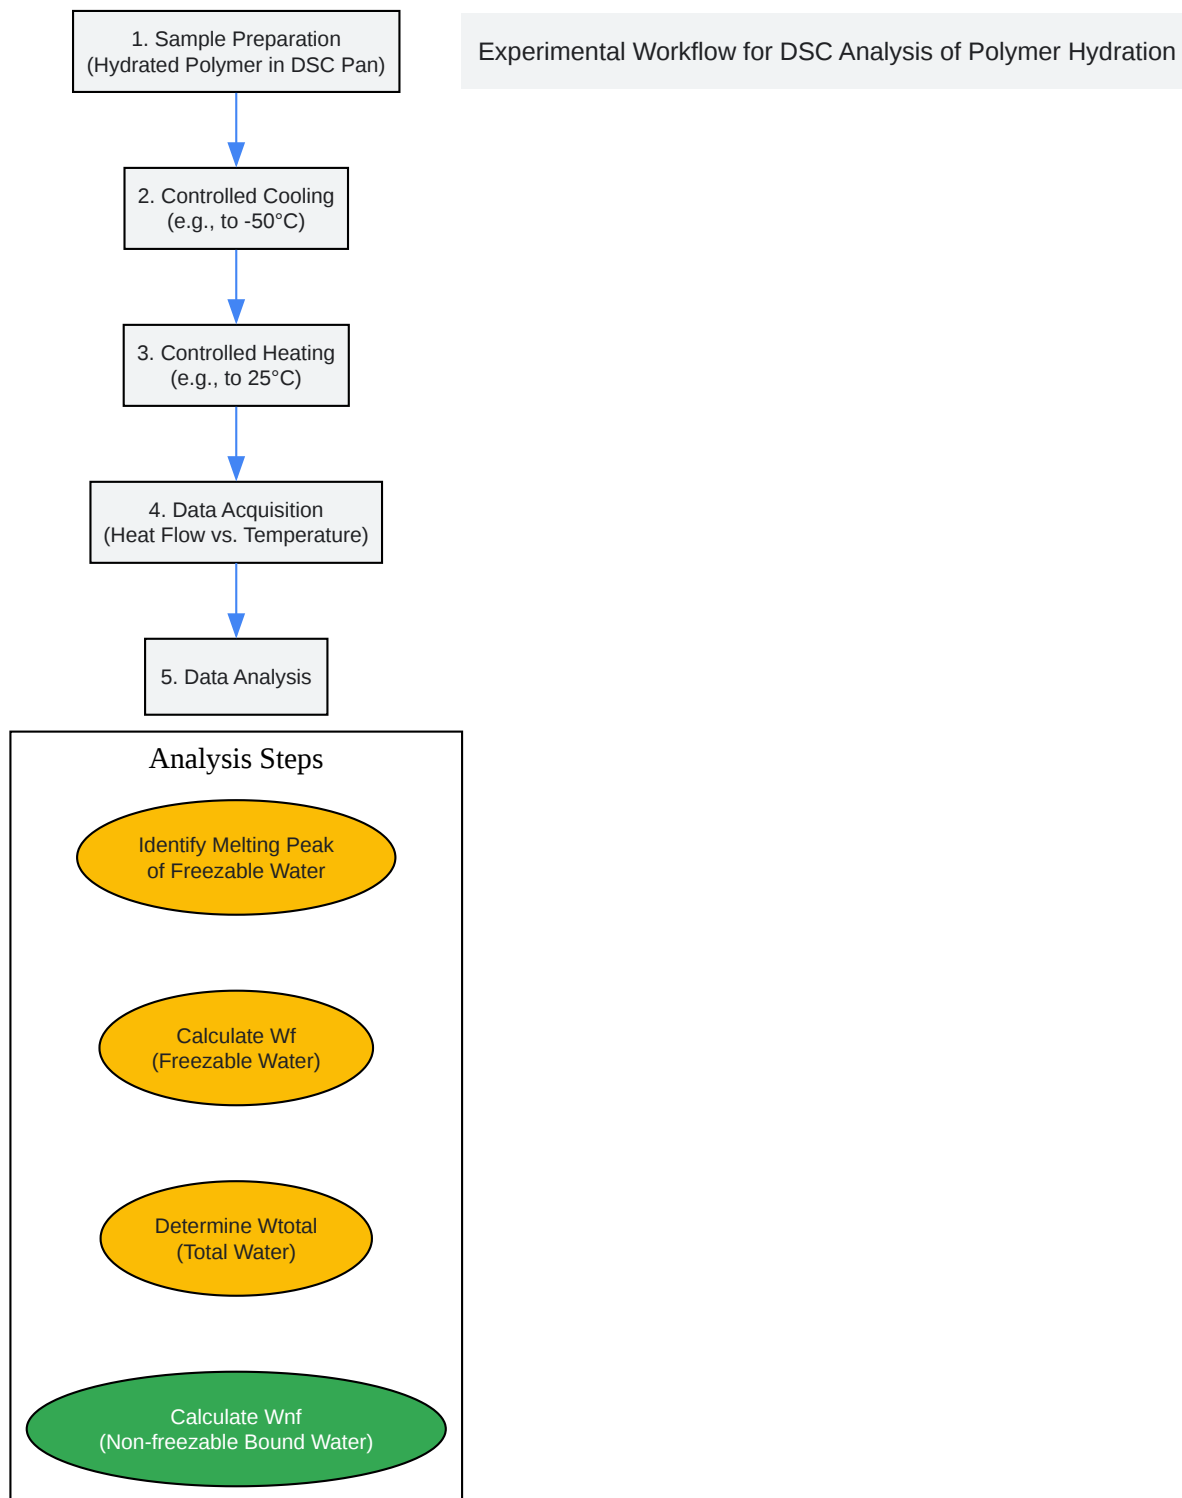 1. Sample Preparation
(Hydrated Polymer in DSC Pan)
Experimental Workflow for DSC Analysis of Polymer Hydration
2. Controlled Cooling
(e.g., to -50°C)
3. Controlled Heating
(e.g., to 25°C)
4. Data Acquisition
(Heat Flow vs. Temperature)
5. Data Analysis
Analysis Steps
Identify Melting Peak
of Freezable Water
Calculate Wf
(Freezable Water)
Determine Wtotal
(Total Water)
Calculate Wnf
(Non-freezable Bound Water)